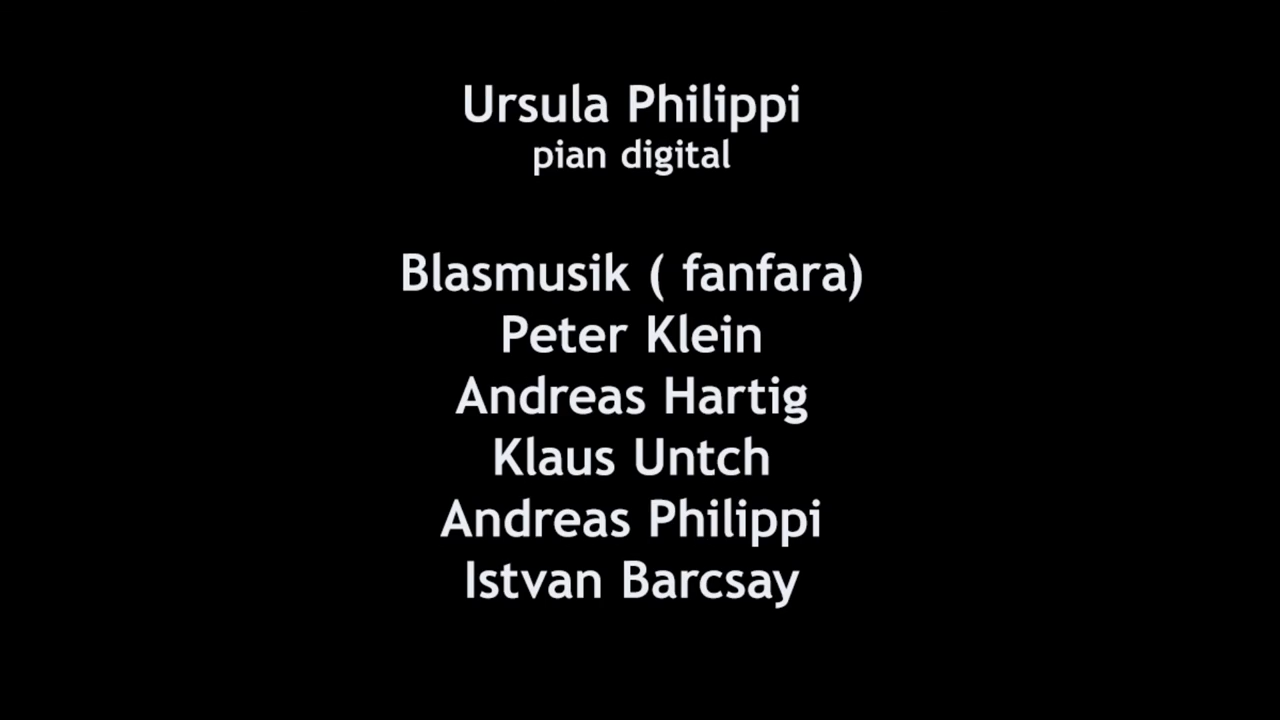 Ursula Philippi
pian digital
Blasmusik ( fanfara)
Peter Klein
Andreas Hartig
Klaus Untch
Andreas Philippi
Istvan Barcsay